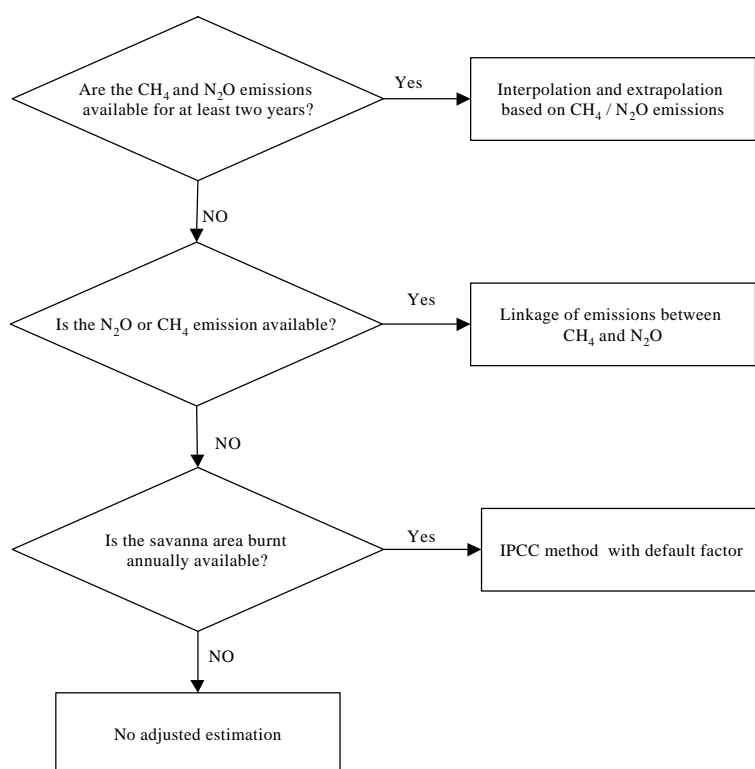 Are the CH₄ and N₂O emissions
available for at least two years?
Yes
Interpolation and extrapolation
based on CH₄ / N₂O emissions
NO
Is the N₂O or CH₄ emission available?
Yes
Linkage of emissions between
CH₄ and N₂O
NO
Is the savanna area burnt
annually available?
Yes
IPCC method with default factor
NO
No adjusted estimation